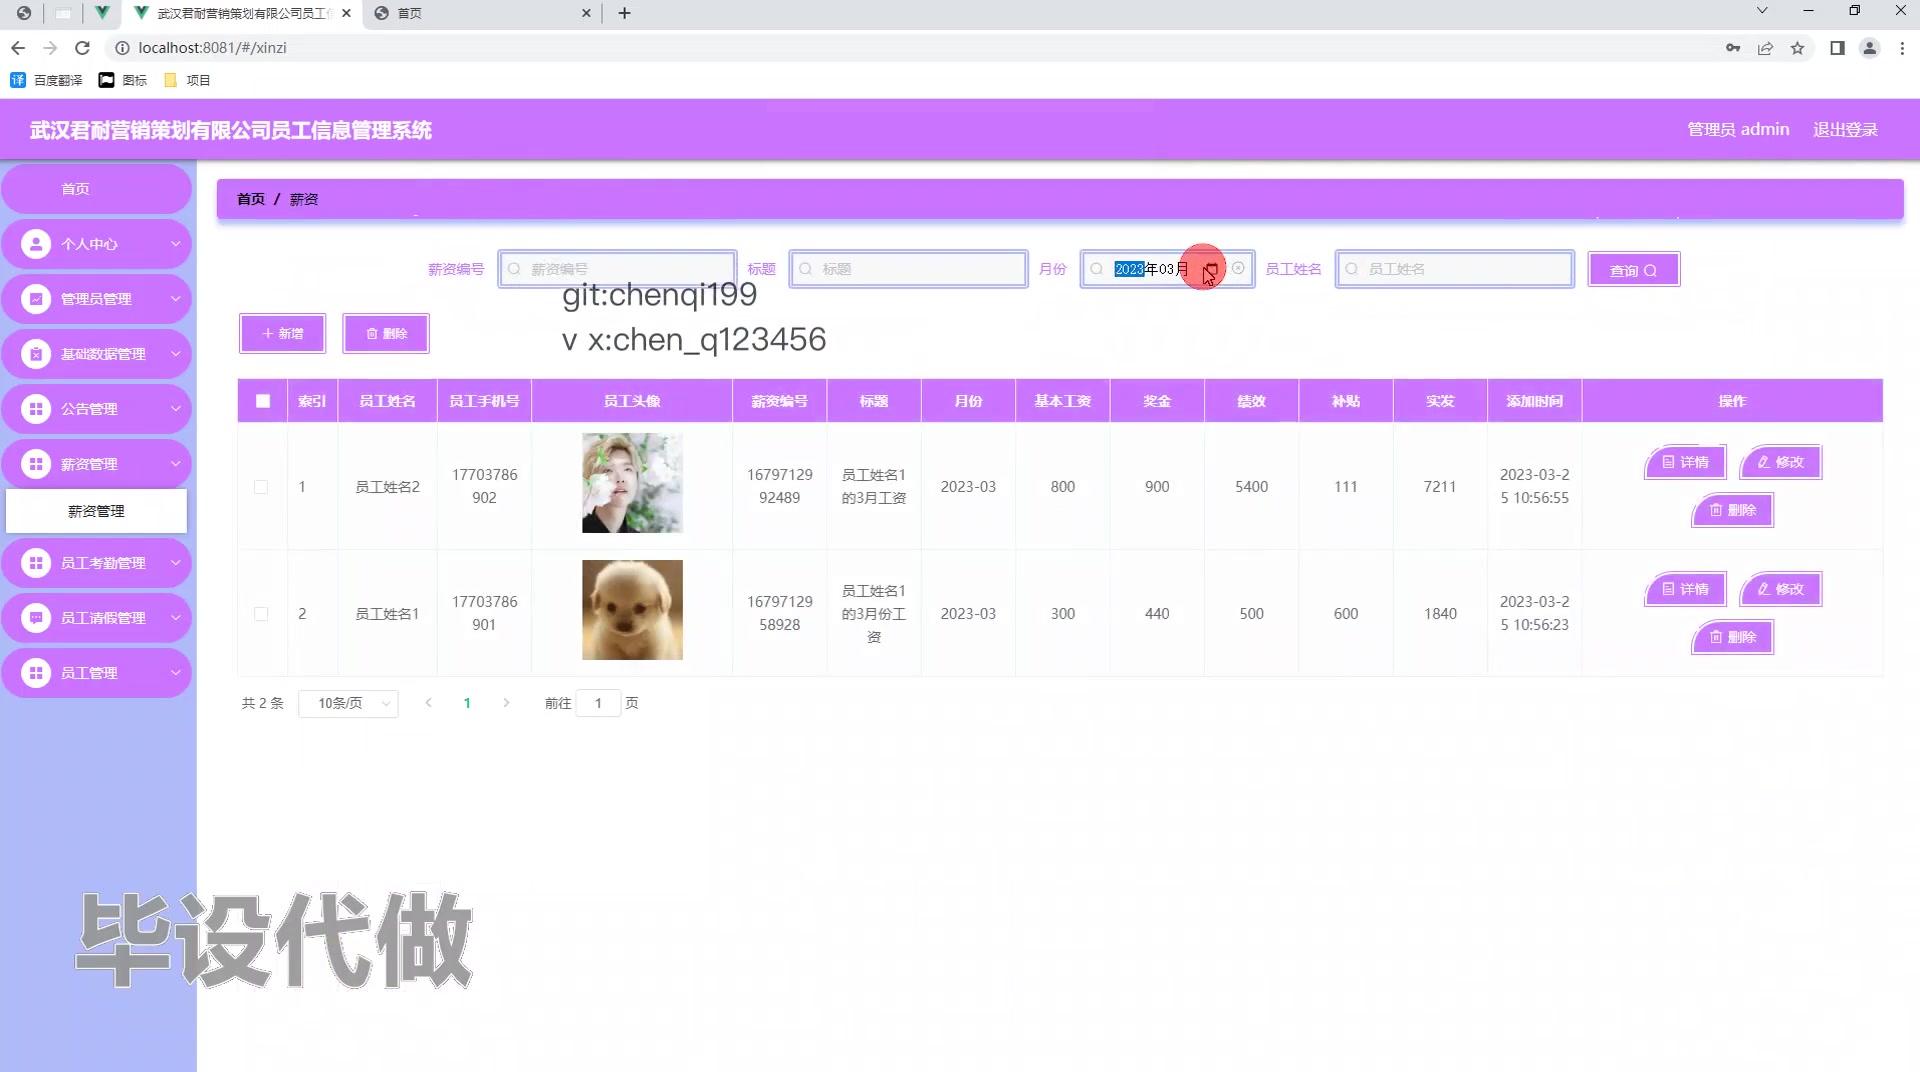 武汉君耐营销策划有限公司员工信
首页
localhost:8081/#/xinzi
百度翻译
图标
项目
武汉君耐营销策划有限公司员工信息管理系统
管理员 admin
退出登录
首页
个人中心
管理员管理
基础数据管理
公告管理
薪资管理
薪资管理
员工考勤管理
员工请假管理
员工管理
首页 / 薪资
薪资编号 薪资编号 标题 标题 月份 2023年03月 员工姓名 员工姓名 查询
git:chenqi199
v x:chen_q123456
新增 删除
索引 员工姓名 员工手机号 员工头像 薪资编号 标题 月份 基本工资 奖金 绩效 补贴 实发 添加时间 操作
1 员工姓名2 17703786902 1679712992489 员工姓名1的3月工资 2023-03 800 900 5400 111 7211 2023-03-25 10:56:55 详情 修改 删除
2 员工姓名1 17703786901 1679712958928 员工姓名1的3月份工资 2023-03 300 440 500 600 1840 2023-03-25 10:56:23 详情 修改 删除
共 2 条 10条/页 1 前往 1 页
毕设代做